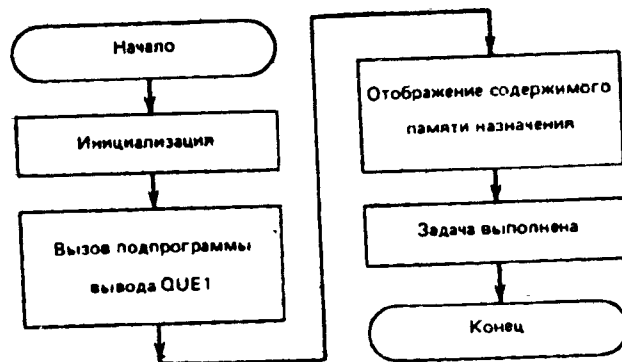 Начало
Инициализация
Вызов подпрограммы
вывода QUE1
Отображение содержимого
памяти назначения
Задача выполнена
Конец